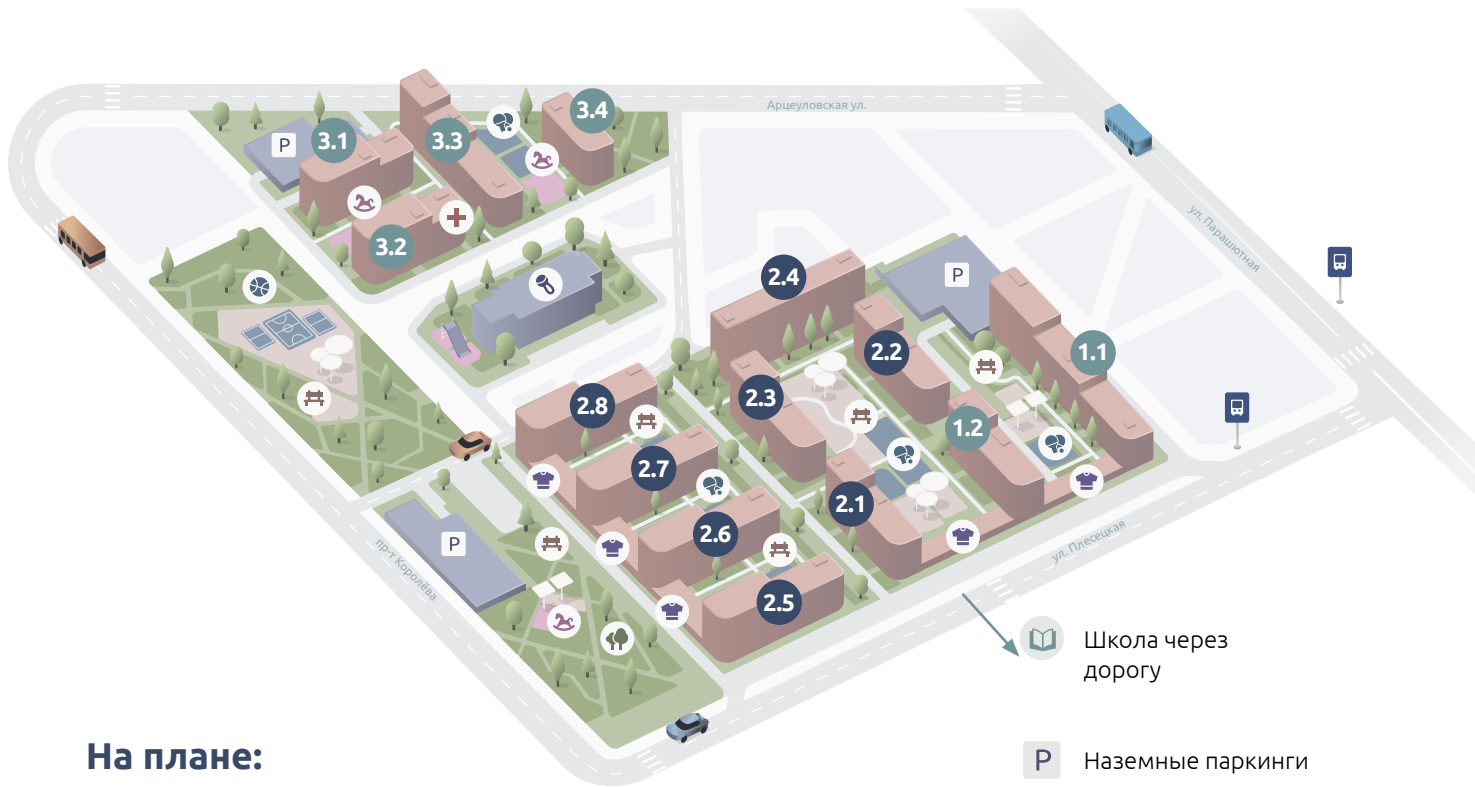 Арцеуловская ул.
3.4
3.1
3.3
P
ул. Парашютная
3.2
2.4
P
2.2
1.1
2.3
2.8
1.2
2.7
2.1
2.6
P
пр-т Королёва
ул. Плесецкая
2.5
Школа через
дорогу
На плане:
P
Наземные паркинги